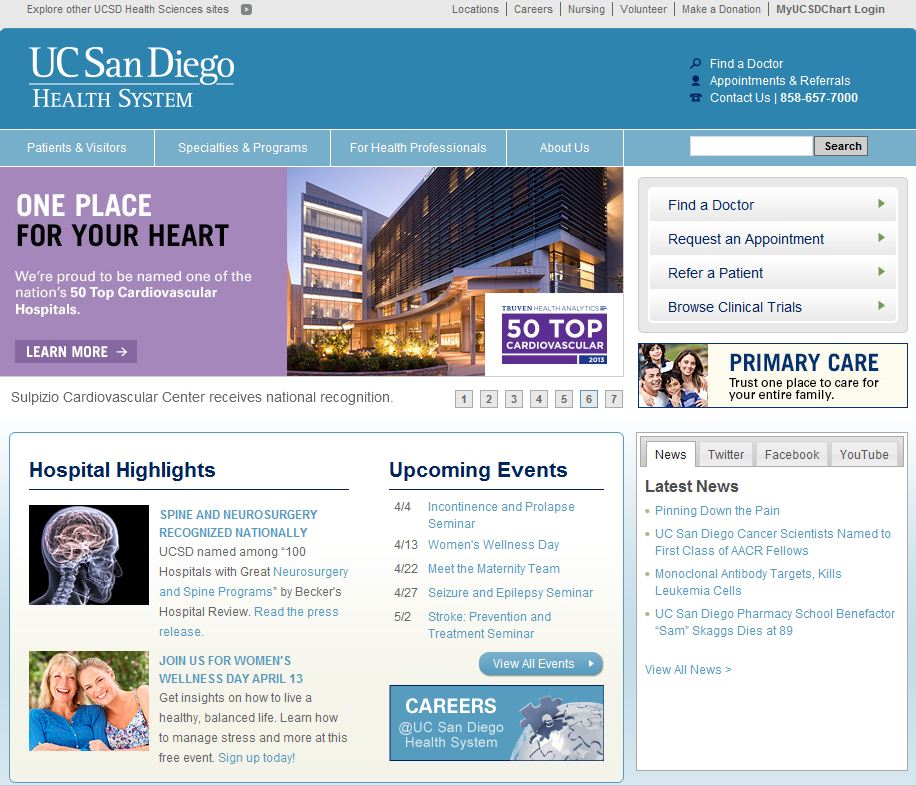 Explore other UCSD Health Sciences sites
Locations | Careers | Nursing | Volunteer | Make a Donation | MyUCSDChart Login
UC San Diego
HEALTH SYSTEM
Find a Doctor
Appointments & Referrals
Contact Us | 858-657-7000
Patients & Visitors
Specialties & Programs
For Health Professionals
About Us
Search
ONE PLACE
FOR YOUR HEART
We're proud to be named one of the
nation's 50 Top Cardiovascular
Hospitals.
LEARN MORE →
TRUVEN HEALTH ANALYTICS
50 TOP
CARDIOVASCULAR
2013
Sulpizio Cardiovascular Center receives national recognition.
1 2 3 4 5 6 7
Find a Doctor
Request an Appointment
Refer a Patient
Browse Clinical Trials
PRIMARY CARE
Trust one place to care for
your entire family.
Hospital Highlights
SPINE AND NEUROSURGERY
RECOGNIZED NATIONALLY
UCSD named among “100
Hospitals with Great Neurosurgery
and Spine Programs” by Becker's
Hospital Review. Read the press
release.
JOIN US FOR WOMEN'S
WELLNESS DAY APRIL 13
Get insights on how to live a
healthy, balanced life. Learn how
to manage stress and more at this
free event. Sign up today!
Upcoming Events
4/4 Incontinence and Prolapse
Seminar
4/13 Women's Wellness Day
4/22 Meet the Maternity Team
4/27 Seizure and Epilepsy Seminar
5/2 Stroke: Prevention and
Treatment Seminar
View All Events
CAREERS
@UC San Diego
Health System
News
Twitter
Facebook
YouTube
Latest News
Pinning Down the Pain
UC San Diego Cancer Scientists Named to
First Class of AACR Fellows
Monoclonal Antibody Targets, Kills
Leukemia Cells
UC San Diego Pharmacy School Benefactor
“Sam” Skaggs Dies at 89
View All News >